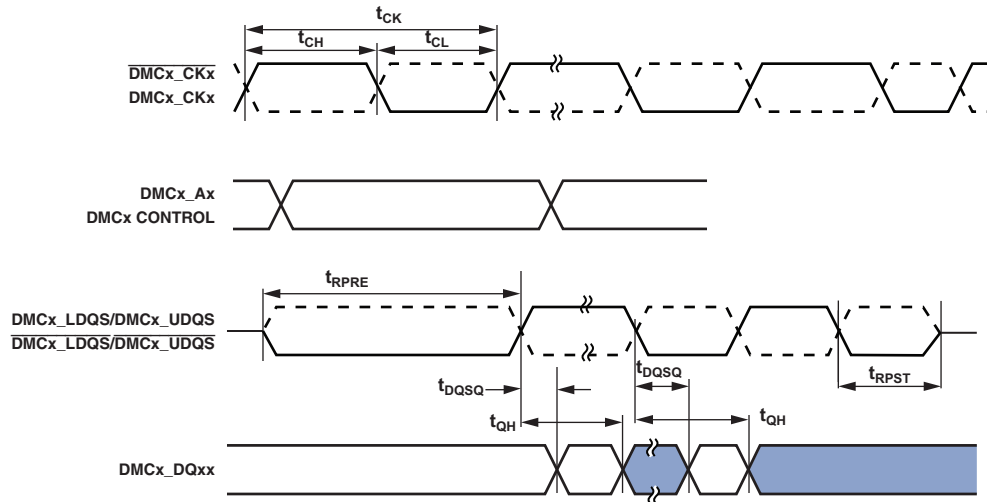 tCK
tCH
tCL
DMCx_CKx
DMCx_CKx
DMCx_Ax
DMCx CONTROL
tRPRE
DMCx_LDQS/DMCx_UDQS
DMCx_LDQS/DMCx_UDQS
tDQSQ
tDQSQ
tRPST
tQH
tQH
DMCx_DQxx